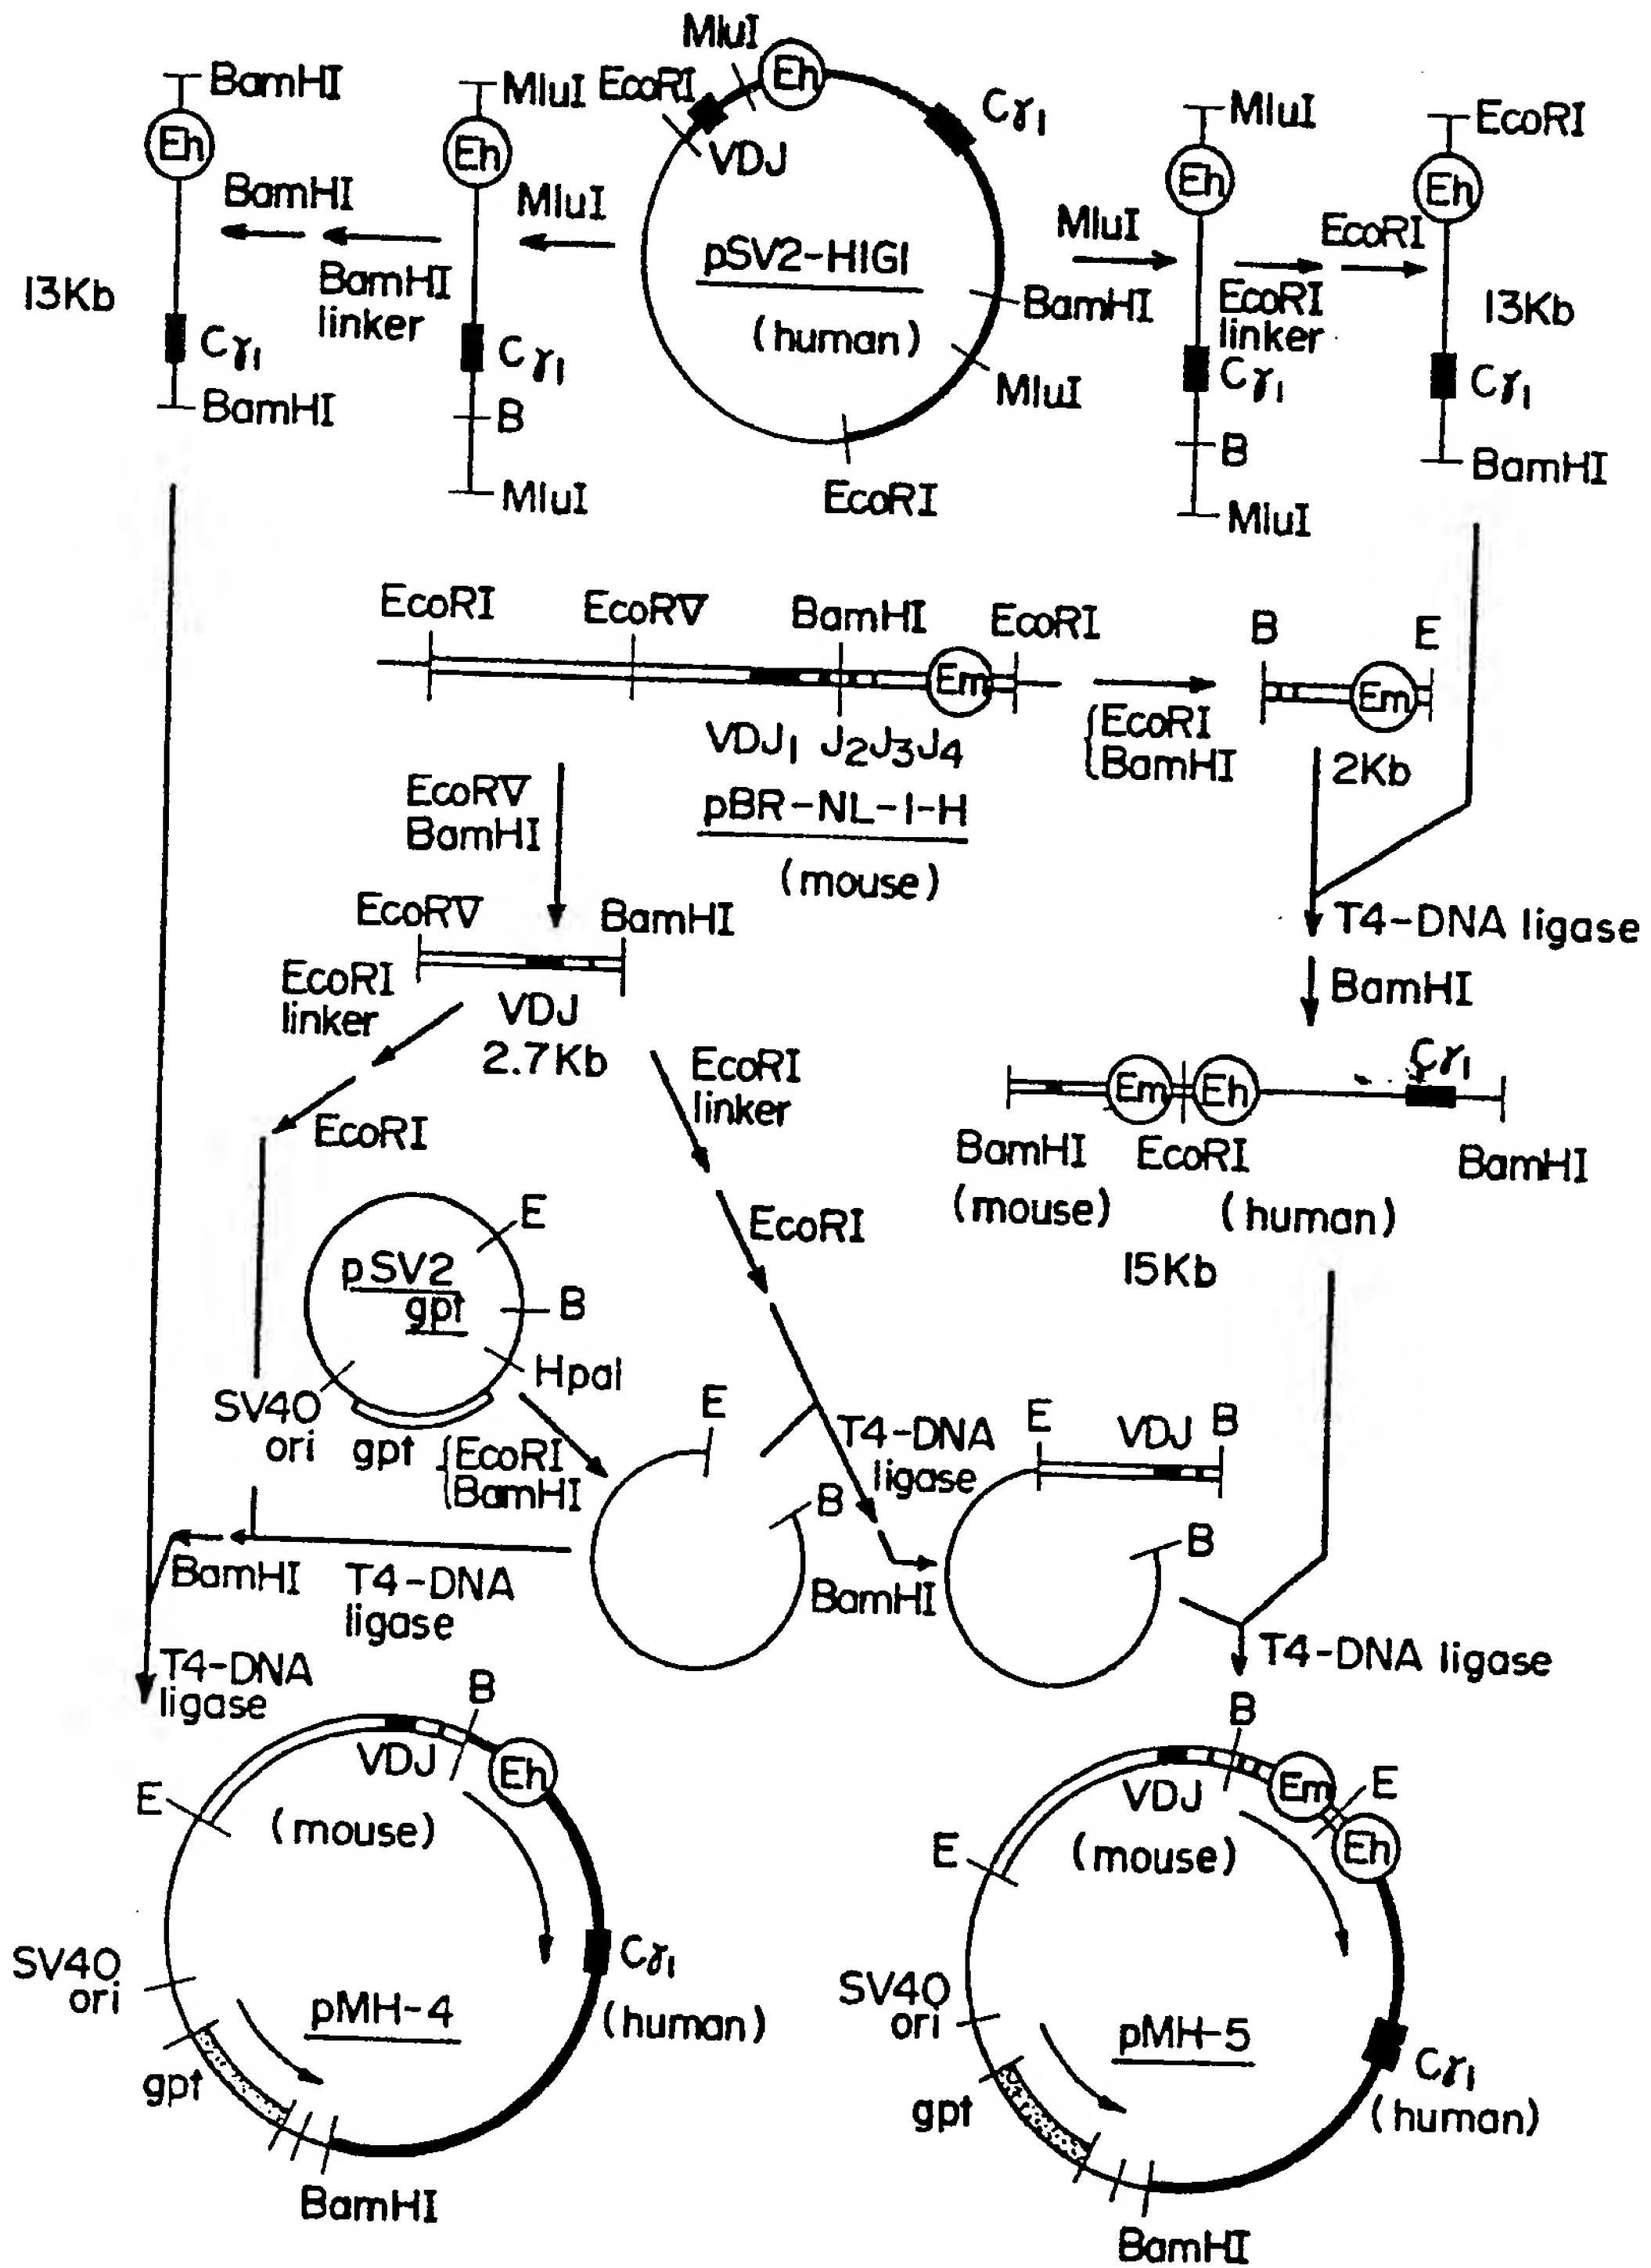 MluI
Eh
BamHI
MluI
EcoRI
Cγ1
MluI
EcoRI
Eh
Eh
VDJ
Eh
Eh
BamHI
MluI
pSV2-HIGI
MluI
EcoRI
13Kb
BamHI
linker
(human)
BamHI
EcoRI
linker
13Kb
Cγ1
Cγ1
MluI
Cγ1
Cγ1
BamHI
B
B
BamHI
MluI
EcoRI
MluI
EcoRI
EcoRV
BamHI
EcoRI
B
E
Em
Em
VDJ1 J2J3J4
EcoRI
BamHI
2Kb
EcoRV
BamHI
pBR-NL-1-H
(mouse)
EcoRV
BamHI
T4-DNA ligase
EcoRI
linker
VDJ
2.7Kb
BamHI
EcoRI
linker
Cγ1
Em
Eh
EcoRI
BamHI
EcoRI
BamHI
(mouse)
(human)
E
EcoRI
15Kb
pSV2
gpt
B
HpaI
SV40
ori
gpt
EcoRI
BamHI
E
B
T4-DNA
ligase
E
VDJ
B
B
BamHI
T4-DNA
ligase
BamHI
T4-DNA
ligase
T4-DNA ligase
B
VDJ
Eh
E
(mouse)
SV40
ori
pMH-4
Cγ1
(human)
gpt
BamHI
B
VDJ
Em
E
Eh
E
(mouse)
SV40
ori
pMH-5
Cγ1
(human)
gpt
BamHI